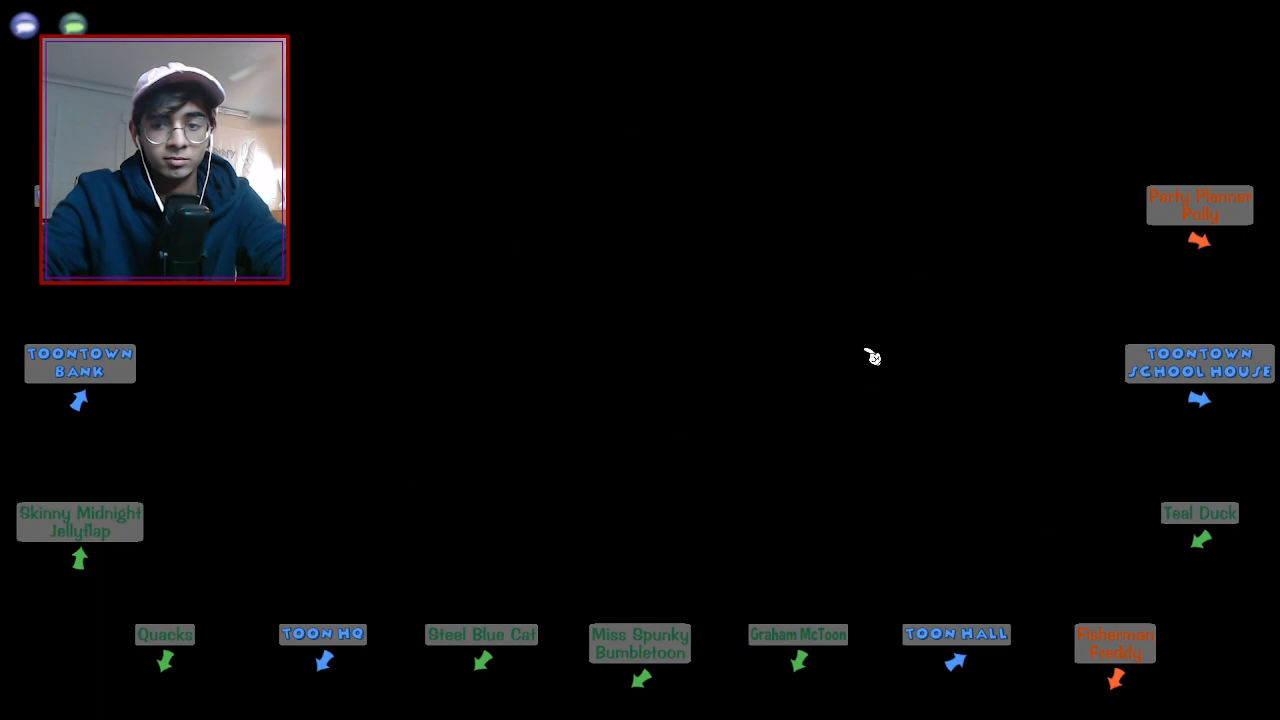 Party Planner
Polly
TOONTOWN
BANK
TOONTOWN
SCHOOL HOUSE
Skinny Midnight
Jellyflap
Teal Duck
Quacks
TOON HQ
Steel Blue Cat
Miss Spunky
Bumbletoon
Graham McToon
TOON HALL
Fisherman
Freddy